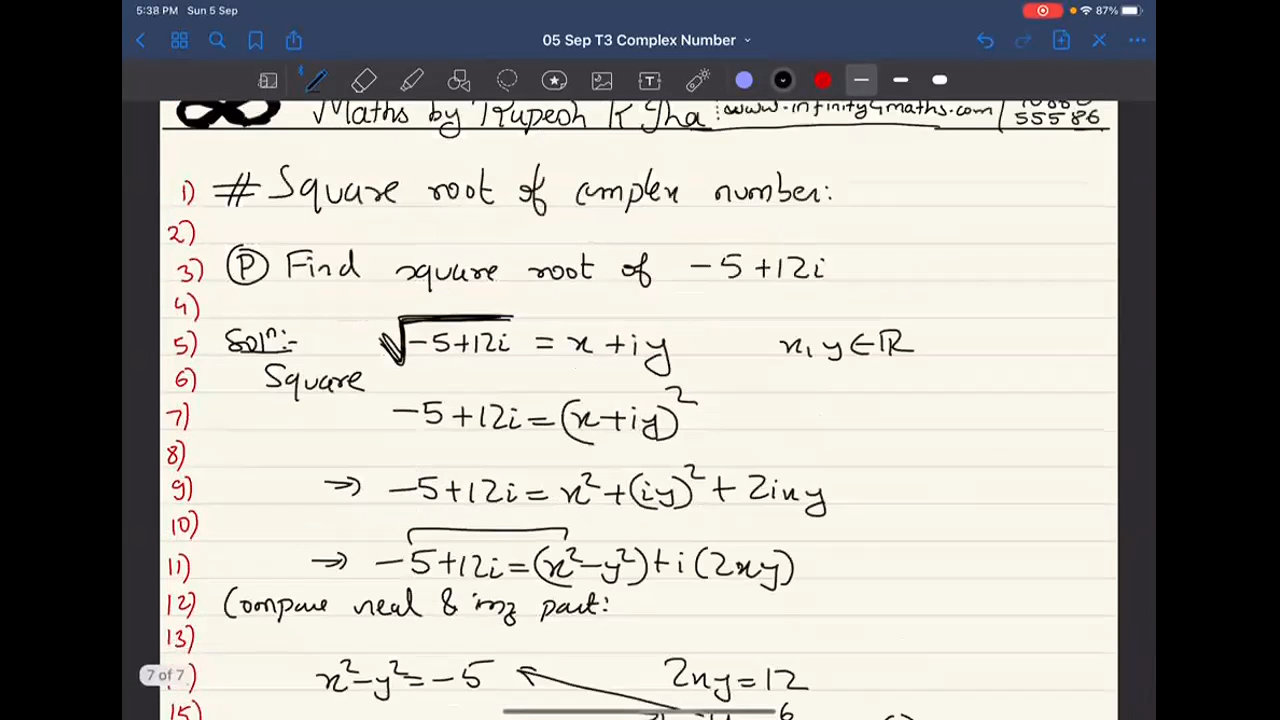 5:38 PM Sun 5 Sep 87%
05 Sep T3 Complex Number
Maths by Rupesh K Jha www.infinity4maths.com
55586
1) # Square root of complex number:
2)
3) (P) Find square root of -5+12i
4)
5) Solⁿ:- √-5+12i = x+iy x, y ∈ ℝ
6) Square
7) -5+12i = (x+iy)²
8)
9) ⇒ -5+12i = x²+(iy)²+2ixy
10)
11) ⇒ -5+12i = (x²-y²)+i(2xy)
12) Compare real & img part:
13)
7 of 7 x²-y²=-5 2xy=12
15) 6